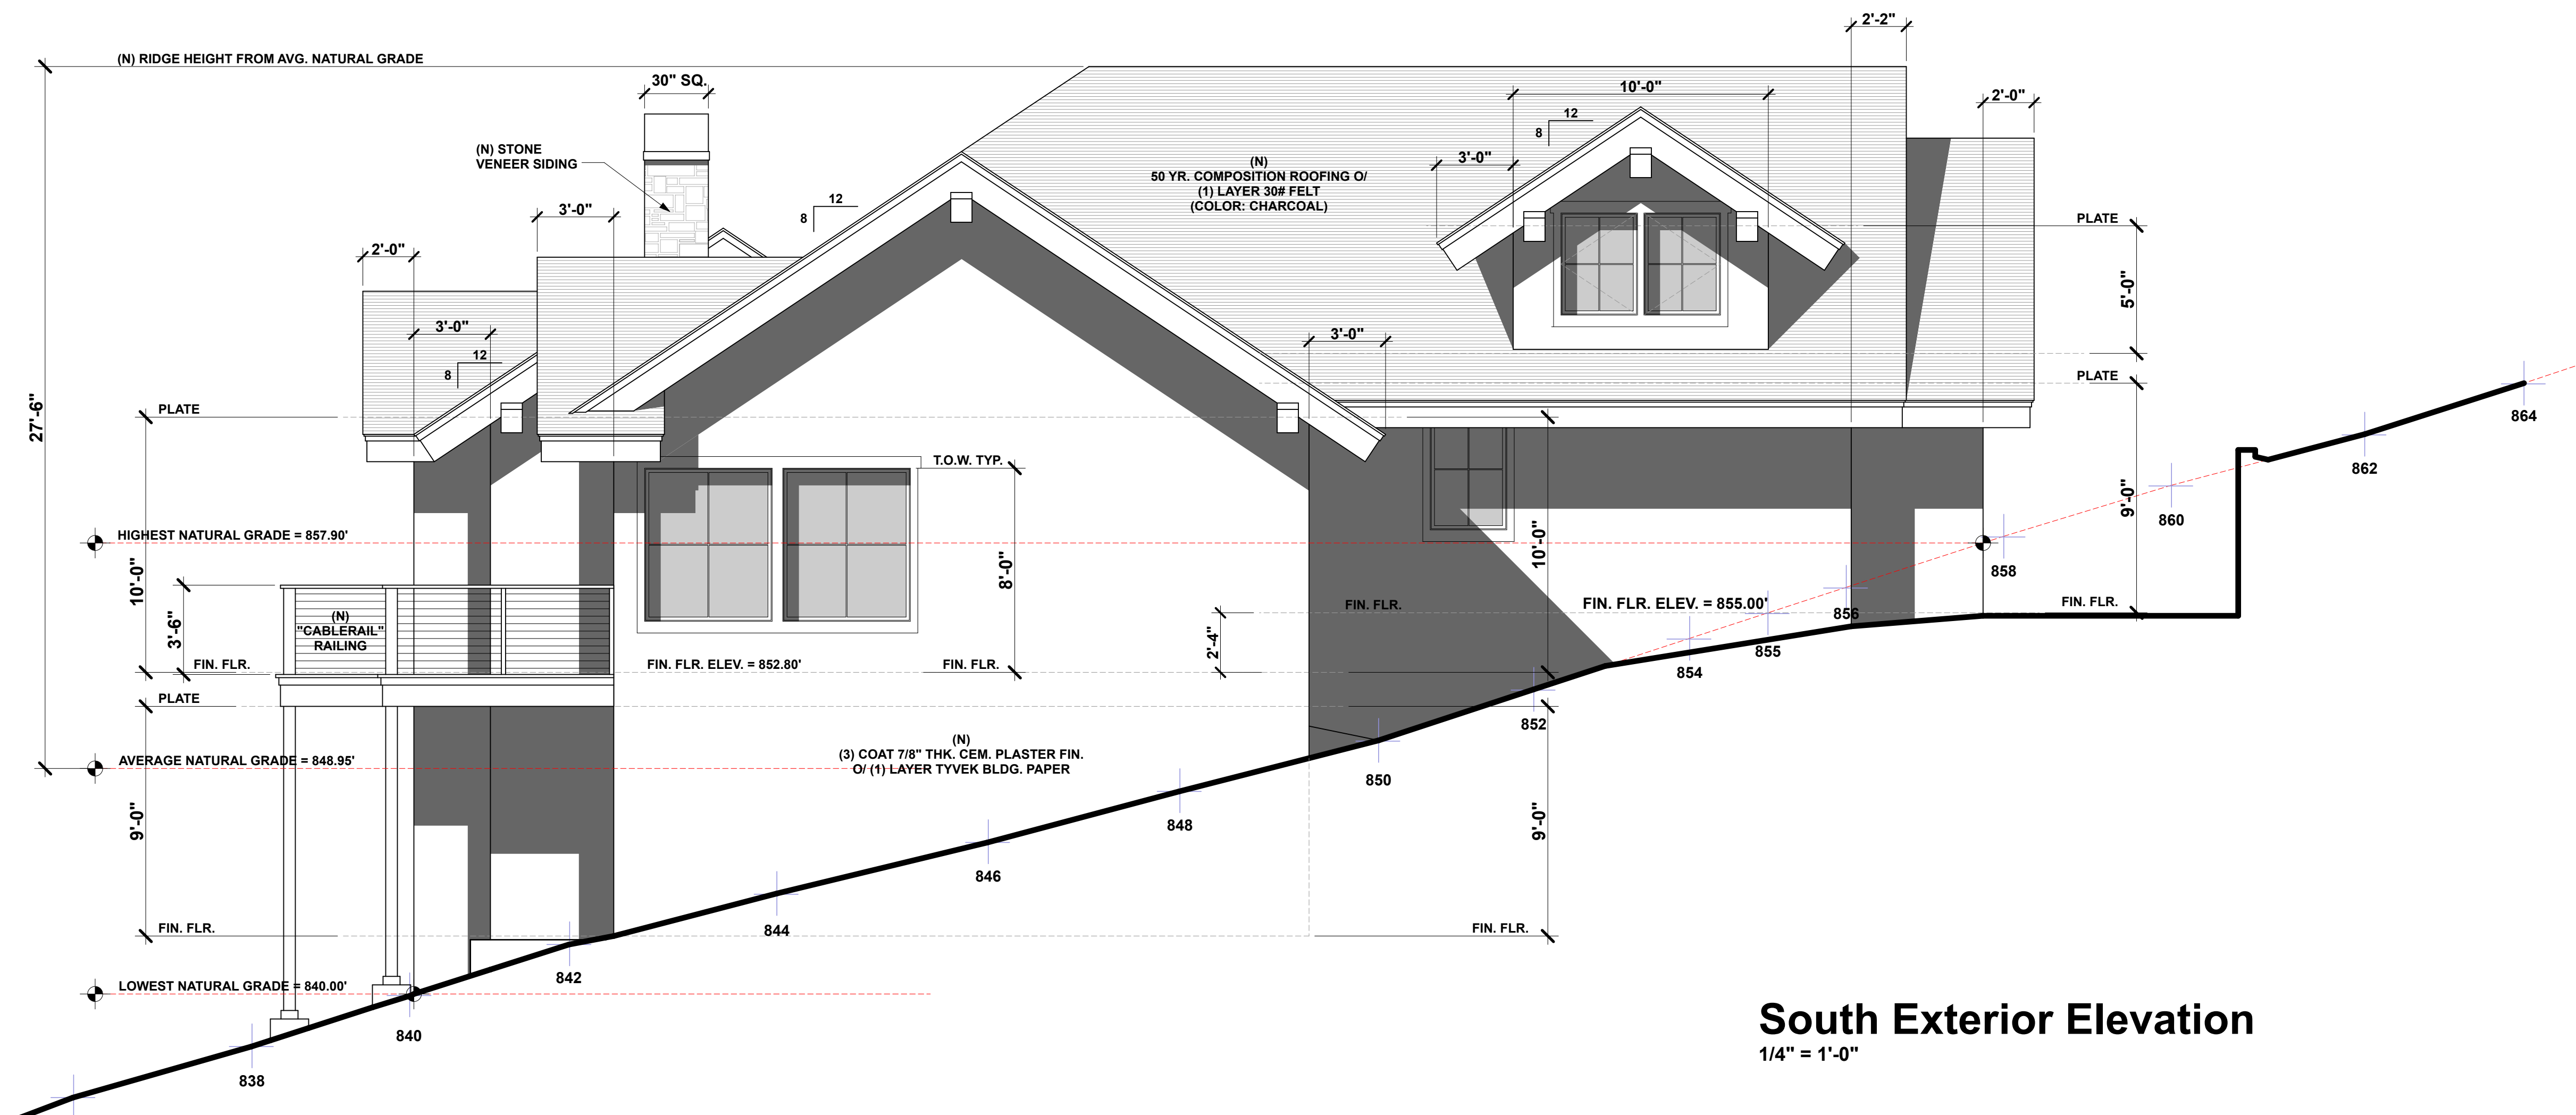 2'-2"
(N) RIDGE HEIGHT FROM AVG. NATURAL GRADE
30" SQ.
10'-0"
2'-0"
12
8
(N) STONE
VENEER SIDING
3'-0"
(N)
50 YR. COMPOSITION ROOFING O/
(1) LAYER 30# FELT
(COLOR: CHARCOAL)
12
8
3'-0"
PLATE
2'-0"
5'-0"
3'-0"
3'-0"
12
8
PLATE
27'-6"
PLATE
864
T.O.W. TYP.
862
9'-0"
860
HIGHEST NATURAL GRADE = 857.90'
10'-0"
8'-0"
10'-0"
858
3'-6"
(N)
"CABLERAIL"
RAILING
FIN. FLR.
FIN. FLR. ELEV. = 855.00'
856
FIN. FLR.
2'-4"
855
FIN. FLR.
FIN. FLR. ELEV. = 852.80'
FIN. FLR.
854
PLATE
852
(N)
(3) COAT 7/8" THK. CEM. PLASTER FIN.
O/ (1) LAYER TYVEK BLDG. PAPER
AVERAGE NATURAL GRADE = 848.95'
850
9'-0"
9'-0"
848
846
FIN. FLR.
844
FIN. FLR.
842
LOWEST NATURAL GRADE = 840.00'
840
838
South Exterior Elevation
1/4" = 1'-0"